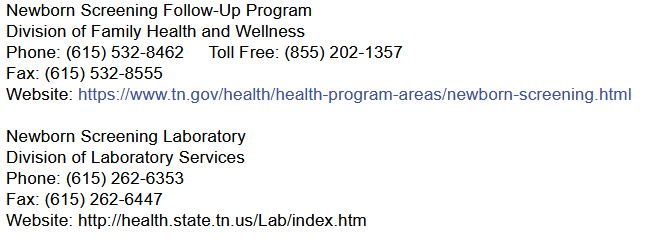 Newborn Screening Follow-Up Program
Division of Family Health and Wellness
Phone: (615) 532-8462 Toll Free: (855) 202-1357
Fax: (615) 532-8555
Website: https://www.tn.gov/health/health-program-areas/newborn-screening.html
Newborn Screening Laboratory
Division of Laboratory Services
Phone: (615) 262-6353
Fax: (615) 262-6447
Website: http://health.state.tn.us/Lab/index.htm